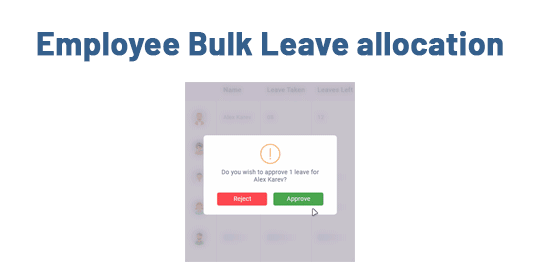 Employee Bulk Leave allocation
Name Leave Taken Leaves Left
Do you wish to approve 1 leave for
Alex Karev?
Reject Approve